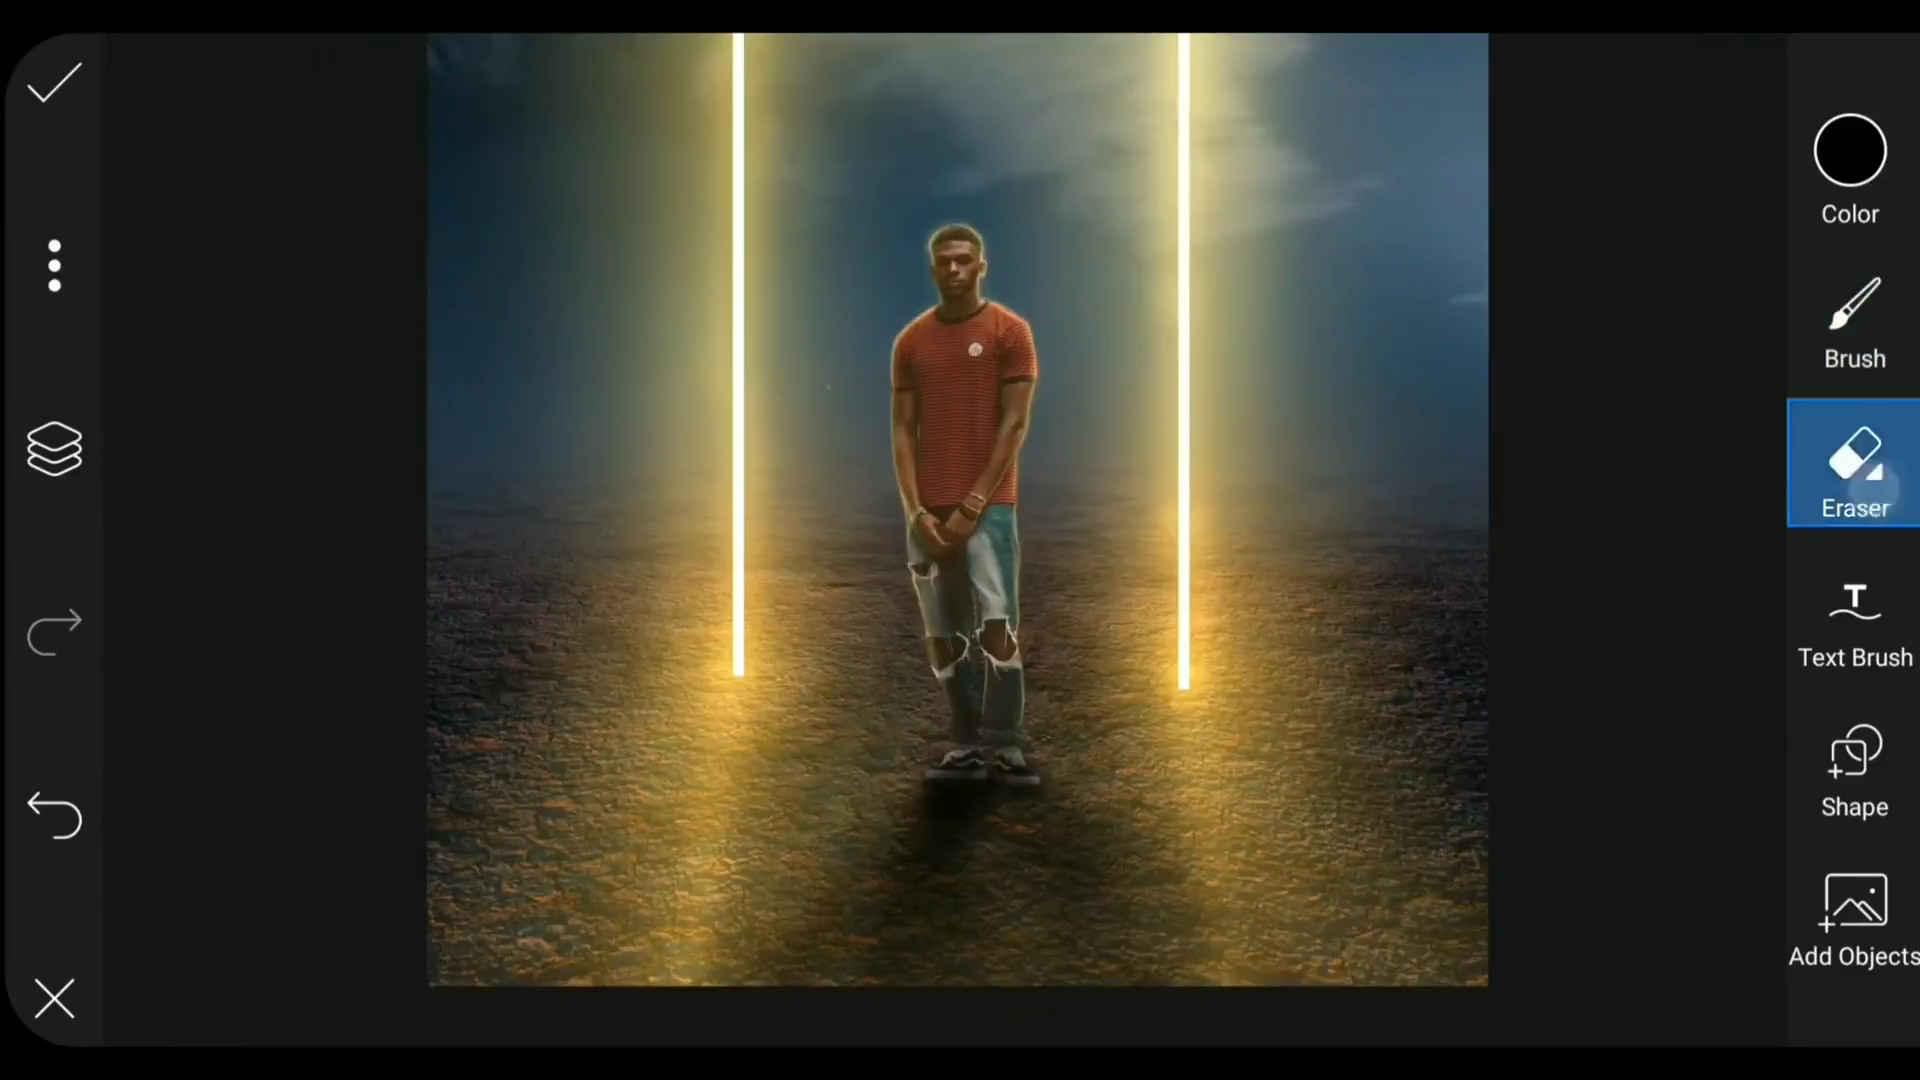 Color
Brush
Eraser
T
Text Brush
Shape
Add Objects